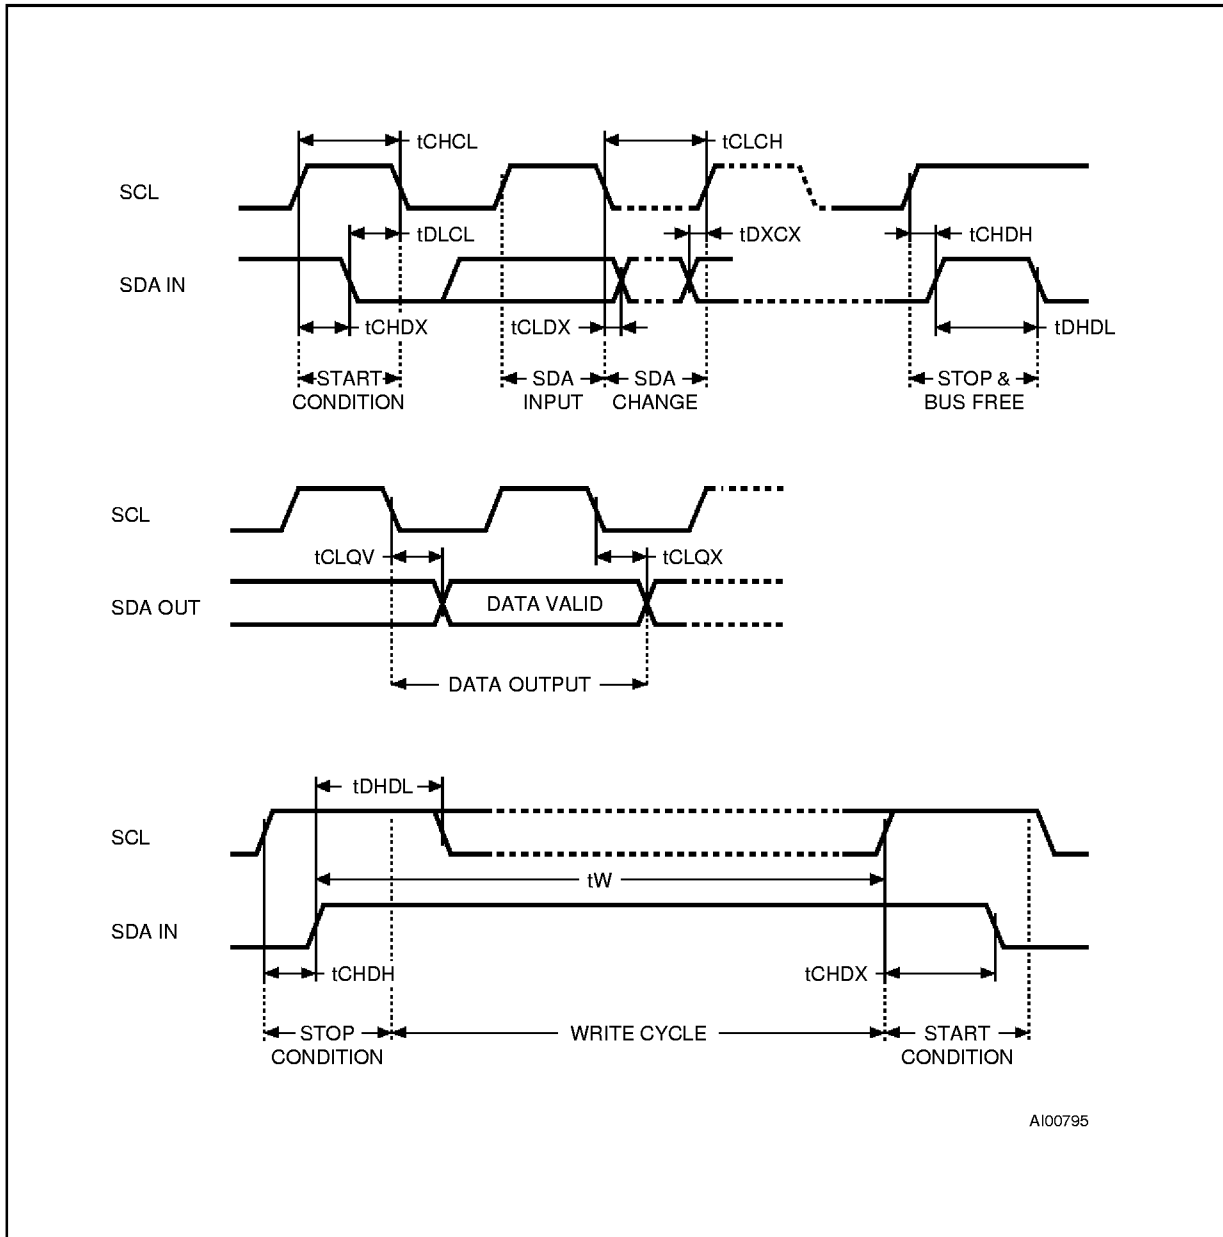 tCHCL
tCLCH
SCL
tDLCL
tDXCX
tCHDH
SDA IN
tCHDX
tCLDX
tDHDL
START
CONDITION
SDA
INPUT
SDA
CHANGE
STOP &
BUS FREE
SCL
tCLQV
tCLQX
SDA OUT
DATA VALID
DATA OUTPUT
tDHDL
SCL
tW
SDA IN
tCHDH
tCHDX
STOP
CONDITION
WRITE CYCLE
START
CONDITION
AI00795